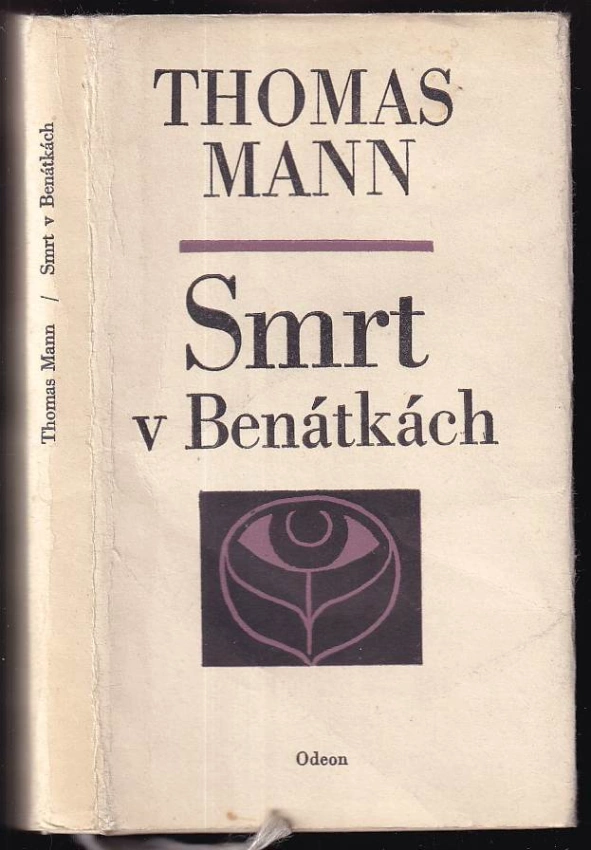 THOMAS
MANN
Smrt
v Benátkách
Odeon
Thomas Mann / Smrt v Benátkách